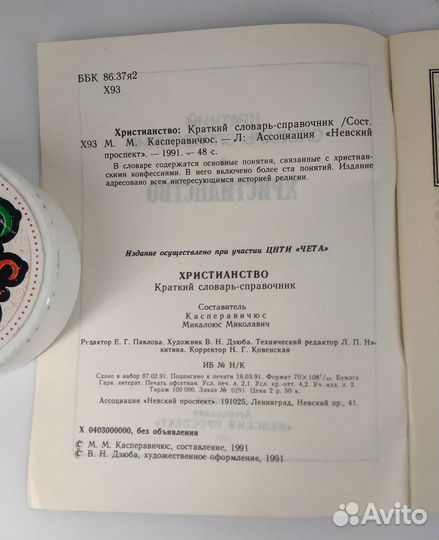 ББК 86.37я2
Х93
Христианство: Краткий словарь-справочник /Сост.
Х93 М. М. Касперавичюс. — Л: Ассоциация «Невский
проспект». — 1991. — 48 с.
В словаре содержатся основные понятия, связанные с христиан-
скими конфессиями. В него включено более ста понятий. Издание
адресовано всем интересующимся историей религии.
Издание осуществлено при участии ЦНТИ «ЧЕТА»
ХРИСТИАНСТВО
Краткий словарь-справочник
Составитель
Касперавичюс
Микалоюс Миколавич
Редактор Е. Г. Павлова. Художник В. Н. Дзюба. Технический редактор Л. П. Ни-
китина. Корректор Н. Г. Ковенская
ИБ № Н/К
Сдано в набор 07.02.91. Подписано в печати 18.03.91. Формат 70×108¹/₃₂. Бумага
Гарн. литерат. Печать офсетная. Усл. печ. л. 2,1. Усл. кр.-отт. 4,2. Уч.-изд. л. 2.
Тираж 100 000. Заказ № 6291. Цена 2 р. 50 к.
Ассоциация «Невский проспект». 191025, Ленинград, Невский пр., 41.
Х 0403000000, без объявления
© М. М. Касперавичюс, составление, 1991
© В. Н. Дзюба, художественное оформление, 1991
Avito